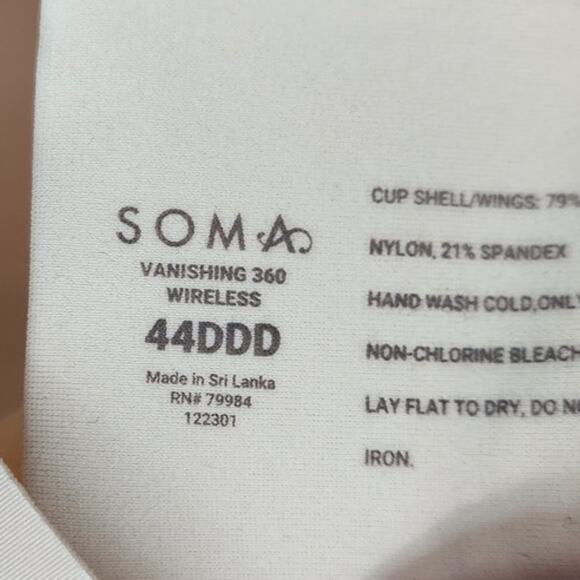 SOMA
VANISHING 360
WIRELESS
44DDD
Made in Sri Lanka
RN# 79984
122301
CUP SHELL/WINGS: 79%
NYLON, 21% SPANDEX
HAND WASH COLD,ONLY
NON-CHLORINE BLEACH
LAY FLAT TO DRY, DO NO
IRON.